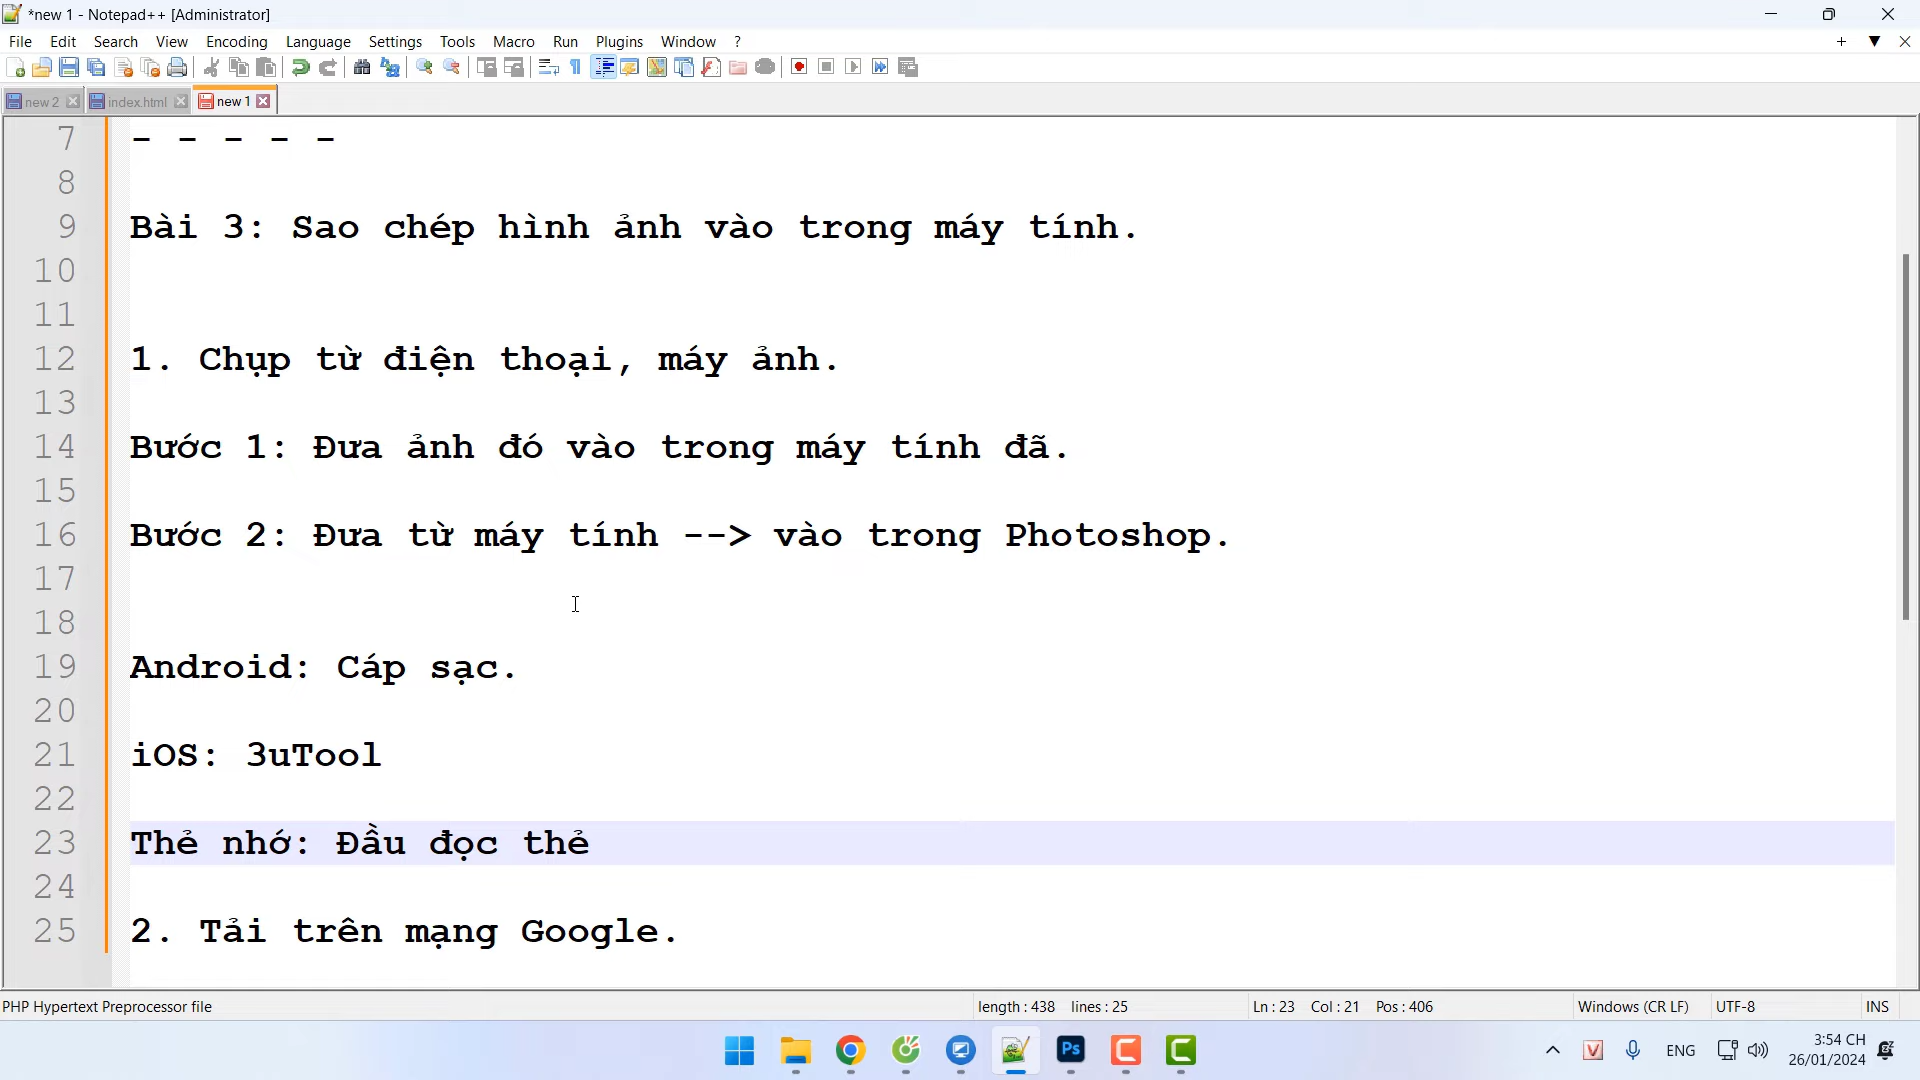 *new 1 - Notepad++ [Administrator]
File Edit Search View Encoding Language Settings Tools Macro Run Plugins Window ?
new 2 index.html new 1
7 - - - - -
8
9 Bài 3: Sao chép hình ảnh vào trong máy tính.
10
11
12 1. Chụp từ điện thoại, máy ảnh.
13
14 Bước 1: Đưa ảnh đó vào trong máy tính đã.
15
16 Bước 2: Đưa từ máy tính --> vào trong Photoshop.
17
18
19 Android: Cáp sạc.
20
21 iOS: 3uTool
22
23 Thẻ nhớ: Đầu đọc thẻ
24
25 2. Tải trên mạng Google.
PHP Hypertext Preprocessor file length : 438 lines : 25 Ln : 23 Col : 21 Pos : 406 Windows (CR LF) UTF-8 INS
Ps V ENG 3:54 CH
26/01/2024